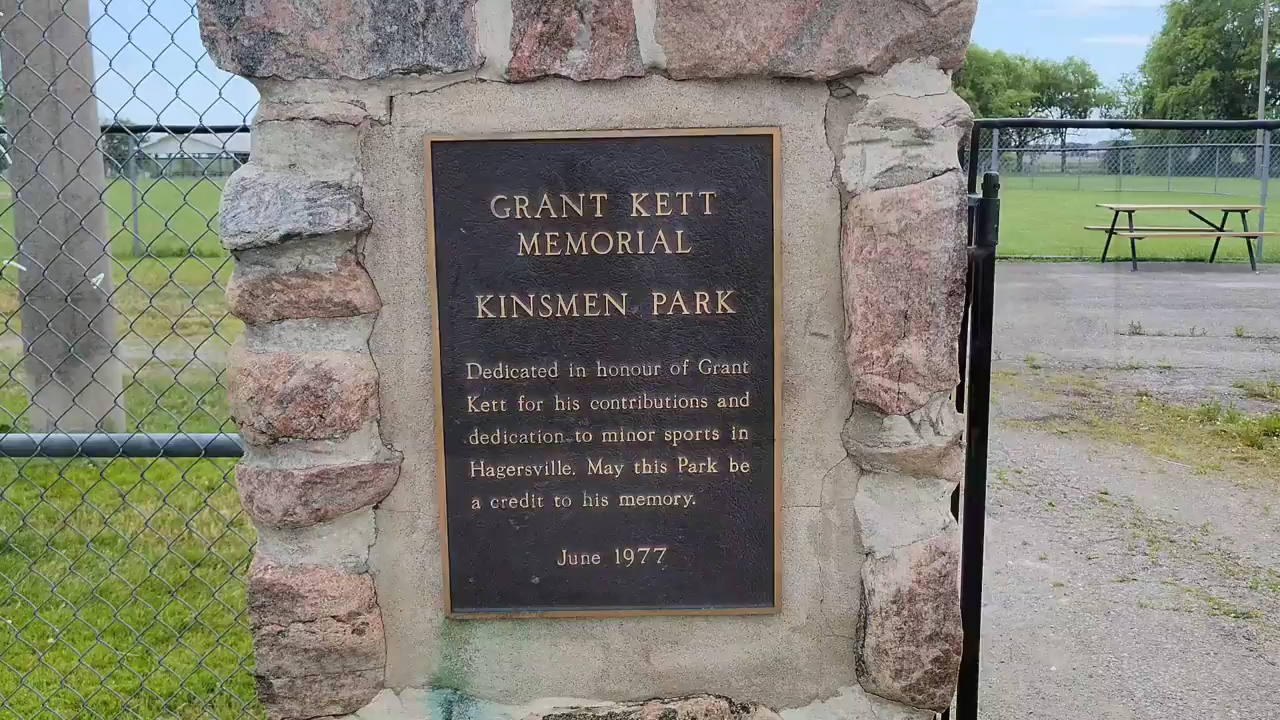 GRANT KETT
MEMORIAL
KINSMEN PARK
Dedicated in honour of Grant
Kett for his contributions and
dedication to minor sports in
Hagersville. May this Park be
a credit to his memory.
June 1977